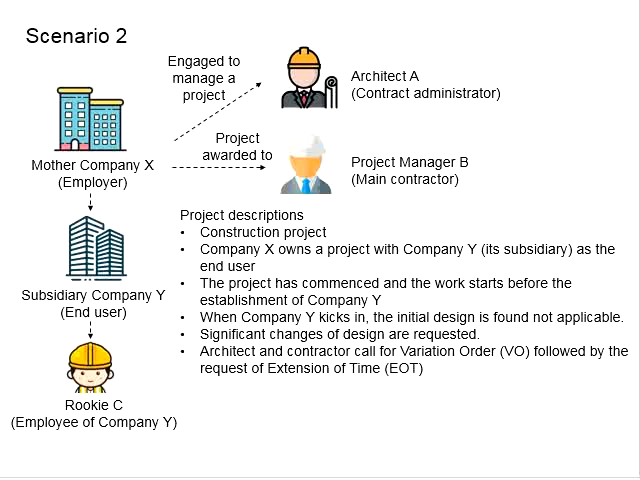 Scenario 2
Engaged to
manage a
project
Architect A
(Contract administrator)
Project
awarded to
Mother Company X
(Employer)
Project Manager B
(Main contractor)
Project descriptions
• Construction project
• Company X owns a project with Company Y (its subsidiary) as the
end user
• The project has commenced and the work starts before the
establishment of Company Y
• When Company Y kicks in, the initial design is found not applicable.
• Significant changes of design are requested.
• Architect and contractor call for Variation Order (VO) followed by the
request of Extension of Time (EOT)
Subsidiary Company Y
(End user)
Rookie C
(Employee of Company Y)